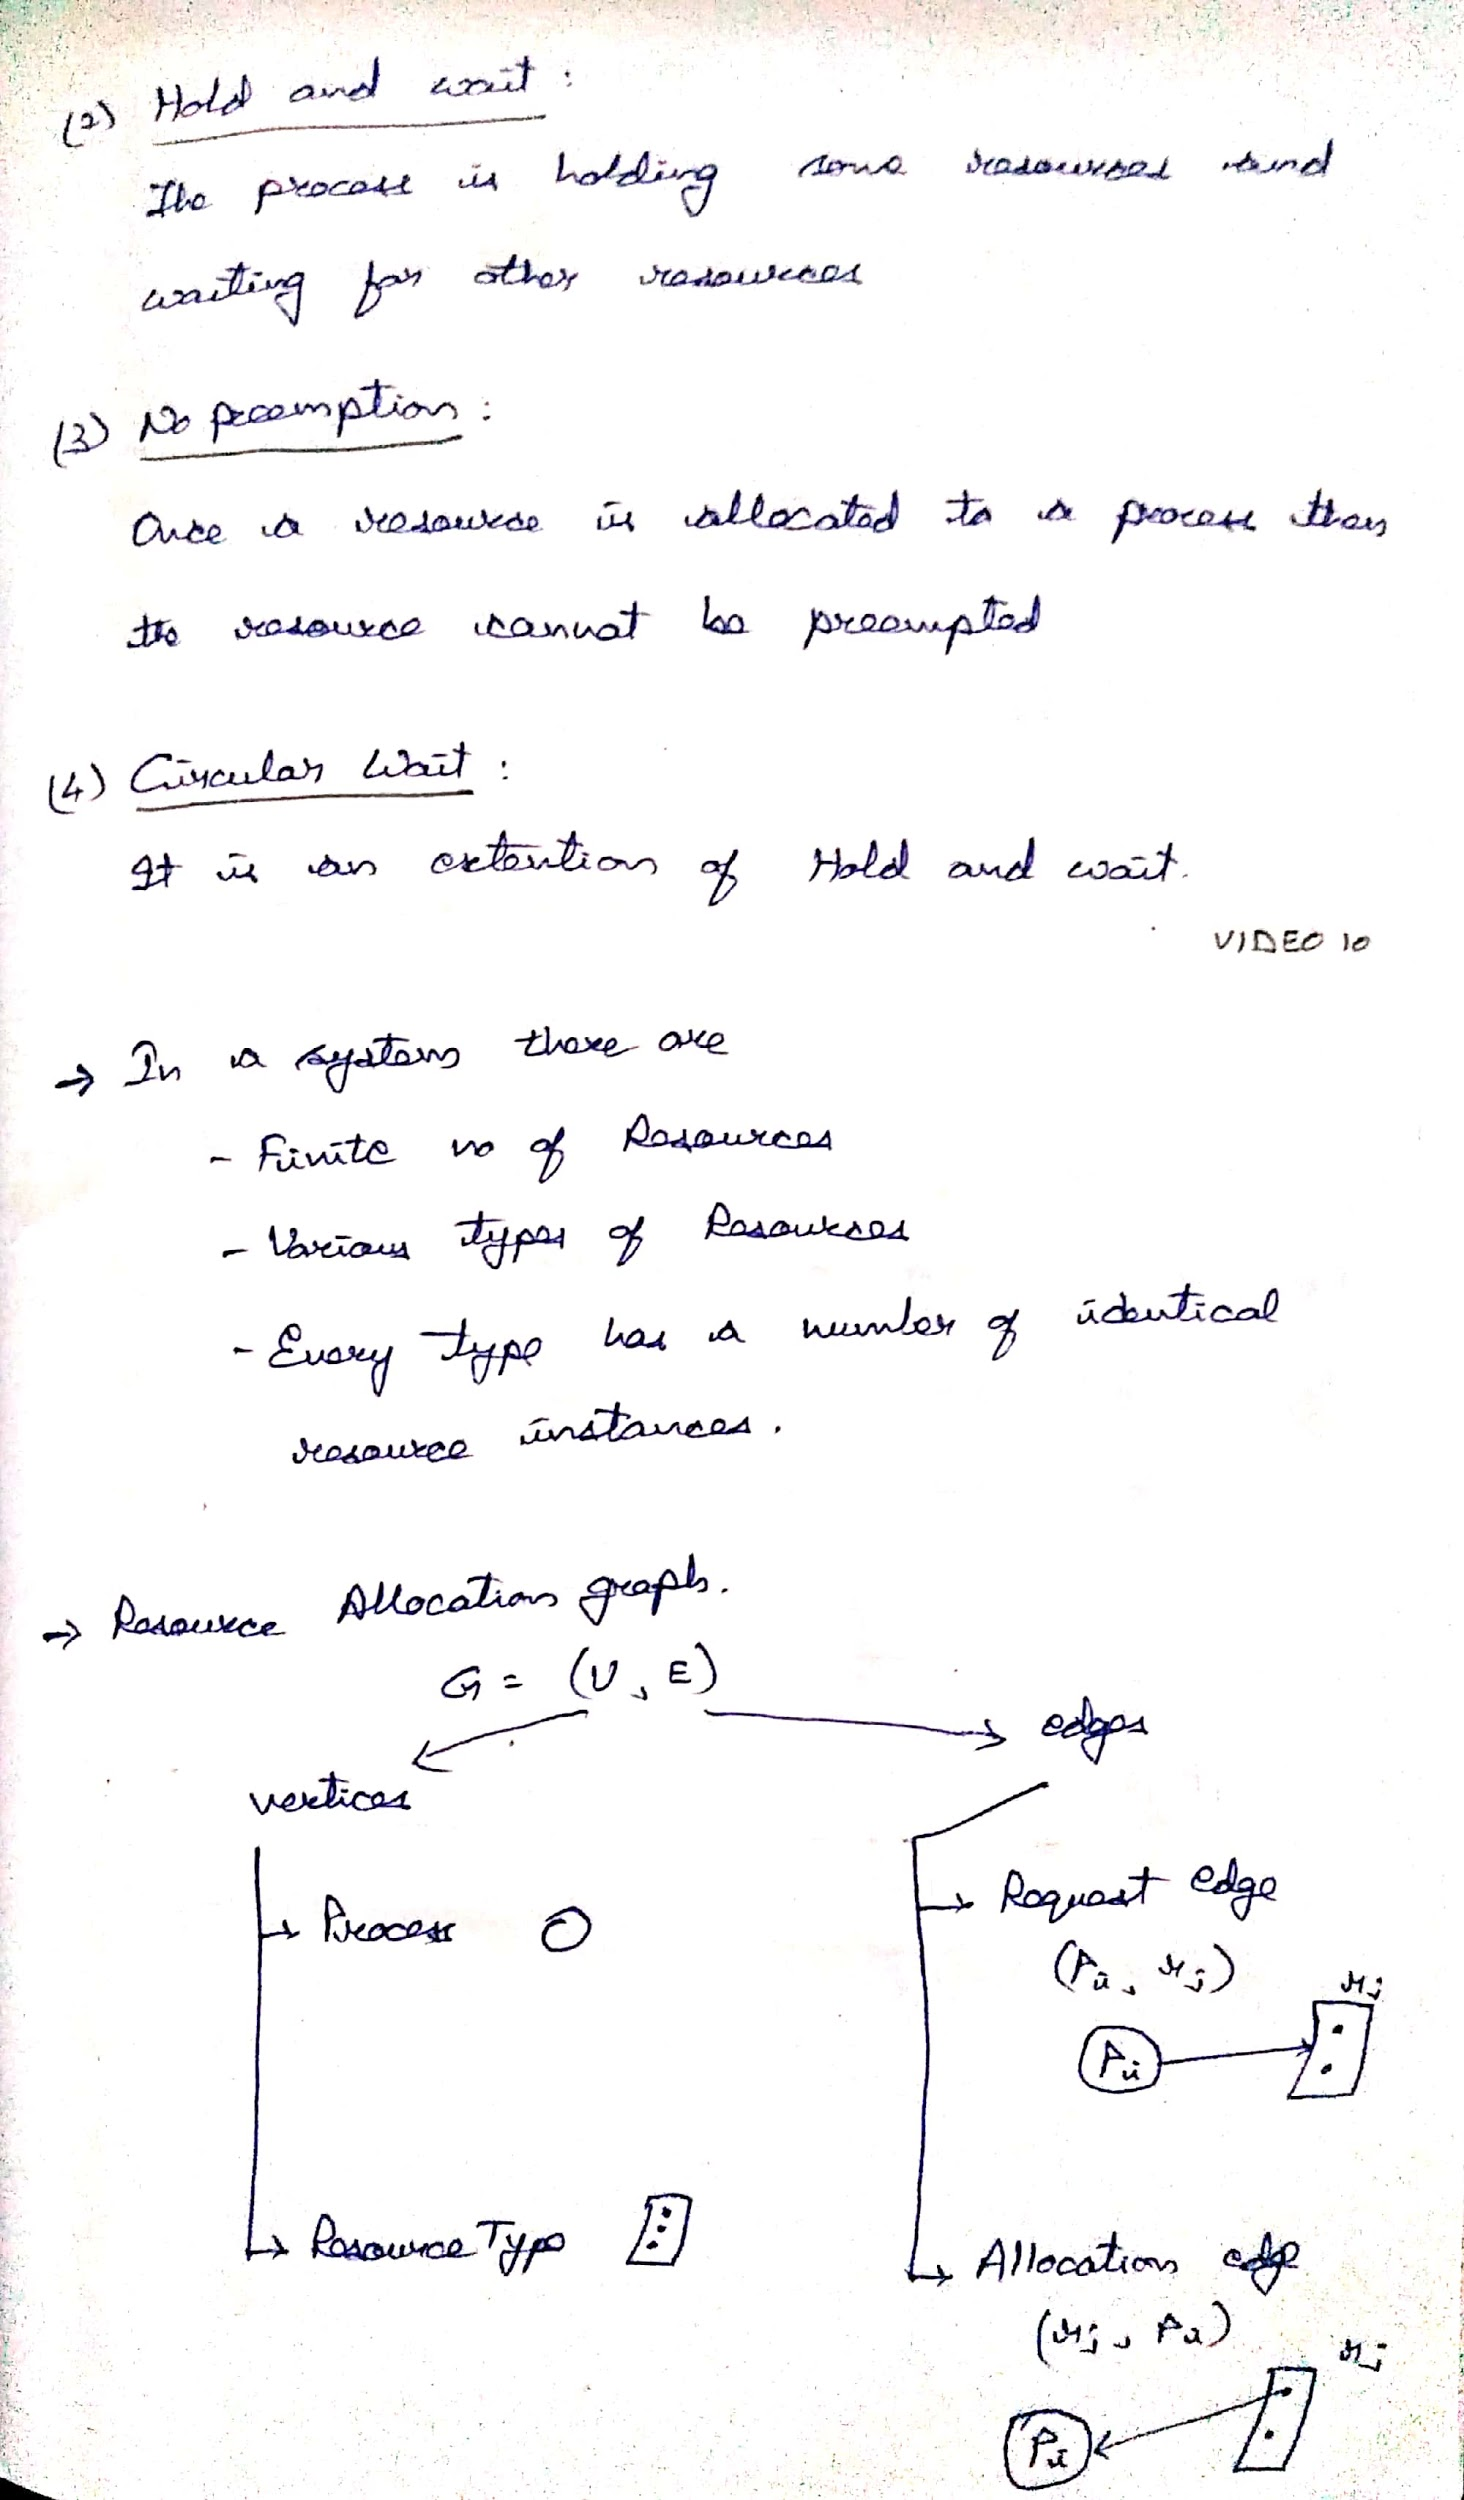 (2) Hold and wait :
The process is holding some resources and
waiting for other resources
(3) No preemption :
Once a resource is allocated to a process then
the resource cannot be preempted
(4) Circular Wait :
It is an extention of Hold and wait.
VIDEO 10
→ In a system there are
- Finite no of Resources
- Various types of Resources
- Every type has a number of identical
resource instances.
→ Resource Allocation graph.
G = (V, E)
edges
vertices
Request edge
Process
(Pi, rj)
rj
Pi
Resource Type
Allocation edge
(rj, Pi)
rj
Pi